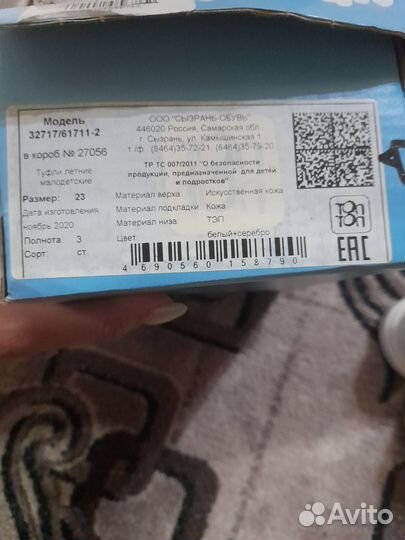 Модель
32717/61711-2
в короб № 27056
Туфли летние
малодетские
Размер: 23
Дата изготовления
ноябрь 2020
Полнота 3
Сорт: ст
ООО "СЫЗРАНЬ-ОБУВЬ"
446020 Россия, Самарская обл.
г. Сызрань, ул. Камышинская 1
т./ф. (8464)35-72-21, (8464)35-79-20
ТР ТС 007/2011 "О безопасности
продукции, предназначенной для детей
и подростков"
Материал верха: Искусственная кожа
Материал подкладки Кожа
Материал низа: ТЭП
Цвет белый+серебро
4 690560 158790
ТОП
ТОП
EAC
Avito